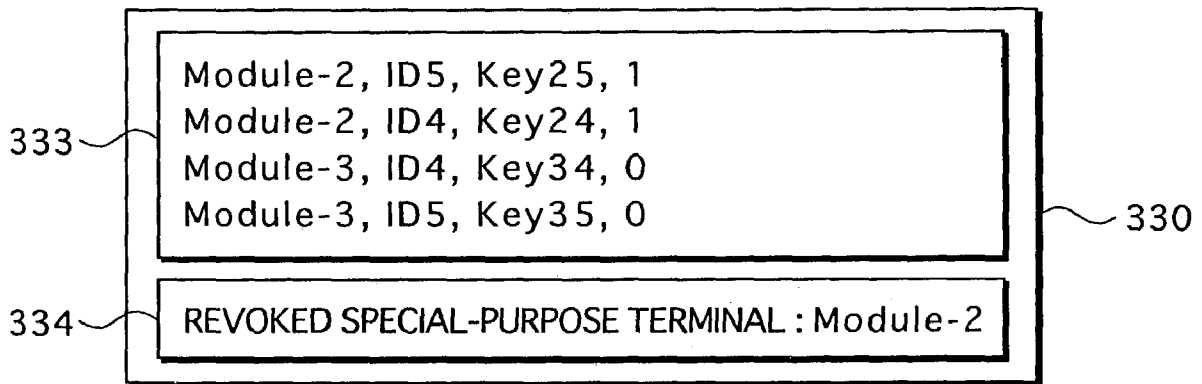 Module-2, ID5, Key25, 1
Module-2, ID4, Key24, 1
333
Module-3, ID4, Key34, 0
Module-3, ID5, Key35, 0
330
334
REVOKED SPECIAL-PURPOSE TERMINAL : Module-2